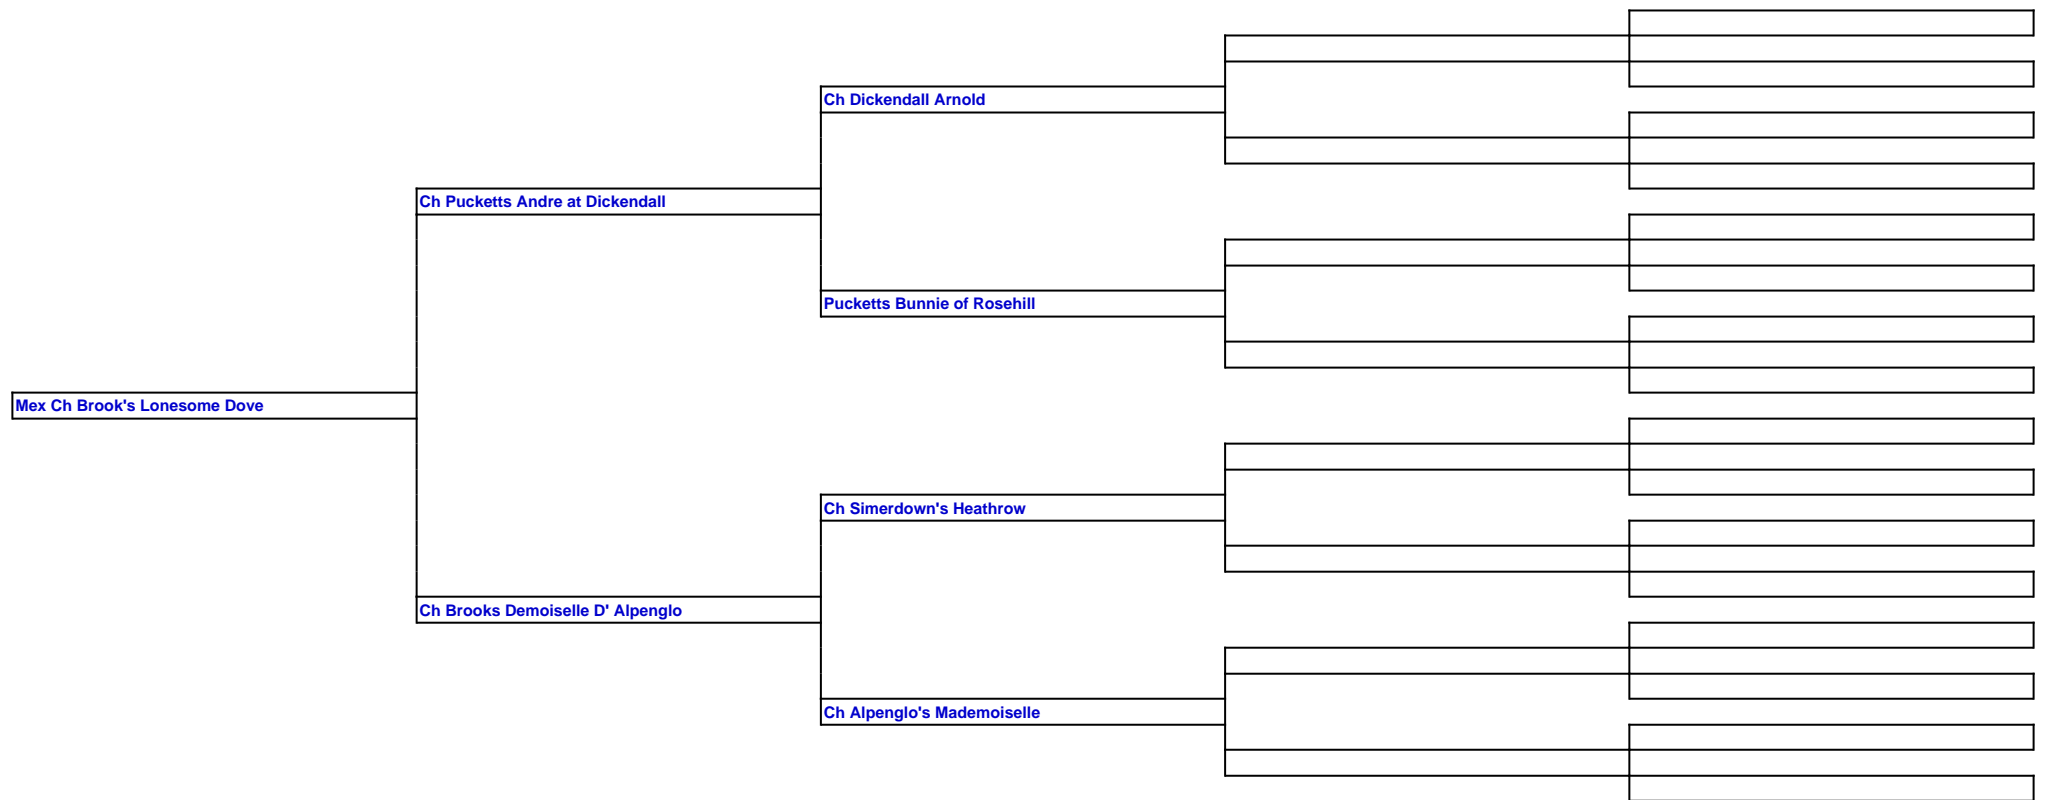 Ch Dickendall Arnold
Ch Pucketts Andre at Dickendall
Pucketts Bunnie of Rosehill
Mex Ch Brook's Lonesome Dove
Ch Simerdown's Heathrow
Ch Brooks Demoiselle D' Alpenglo
Ch Alpenglo's Mademoiselle